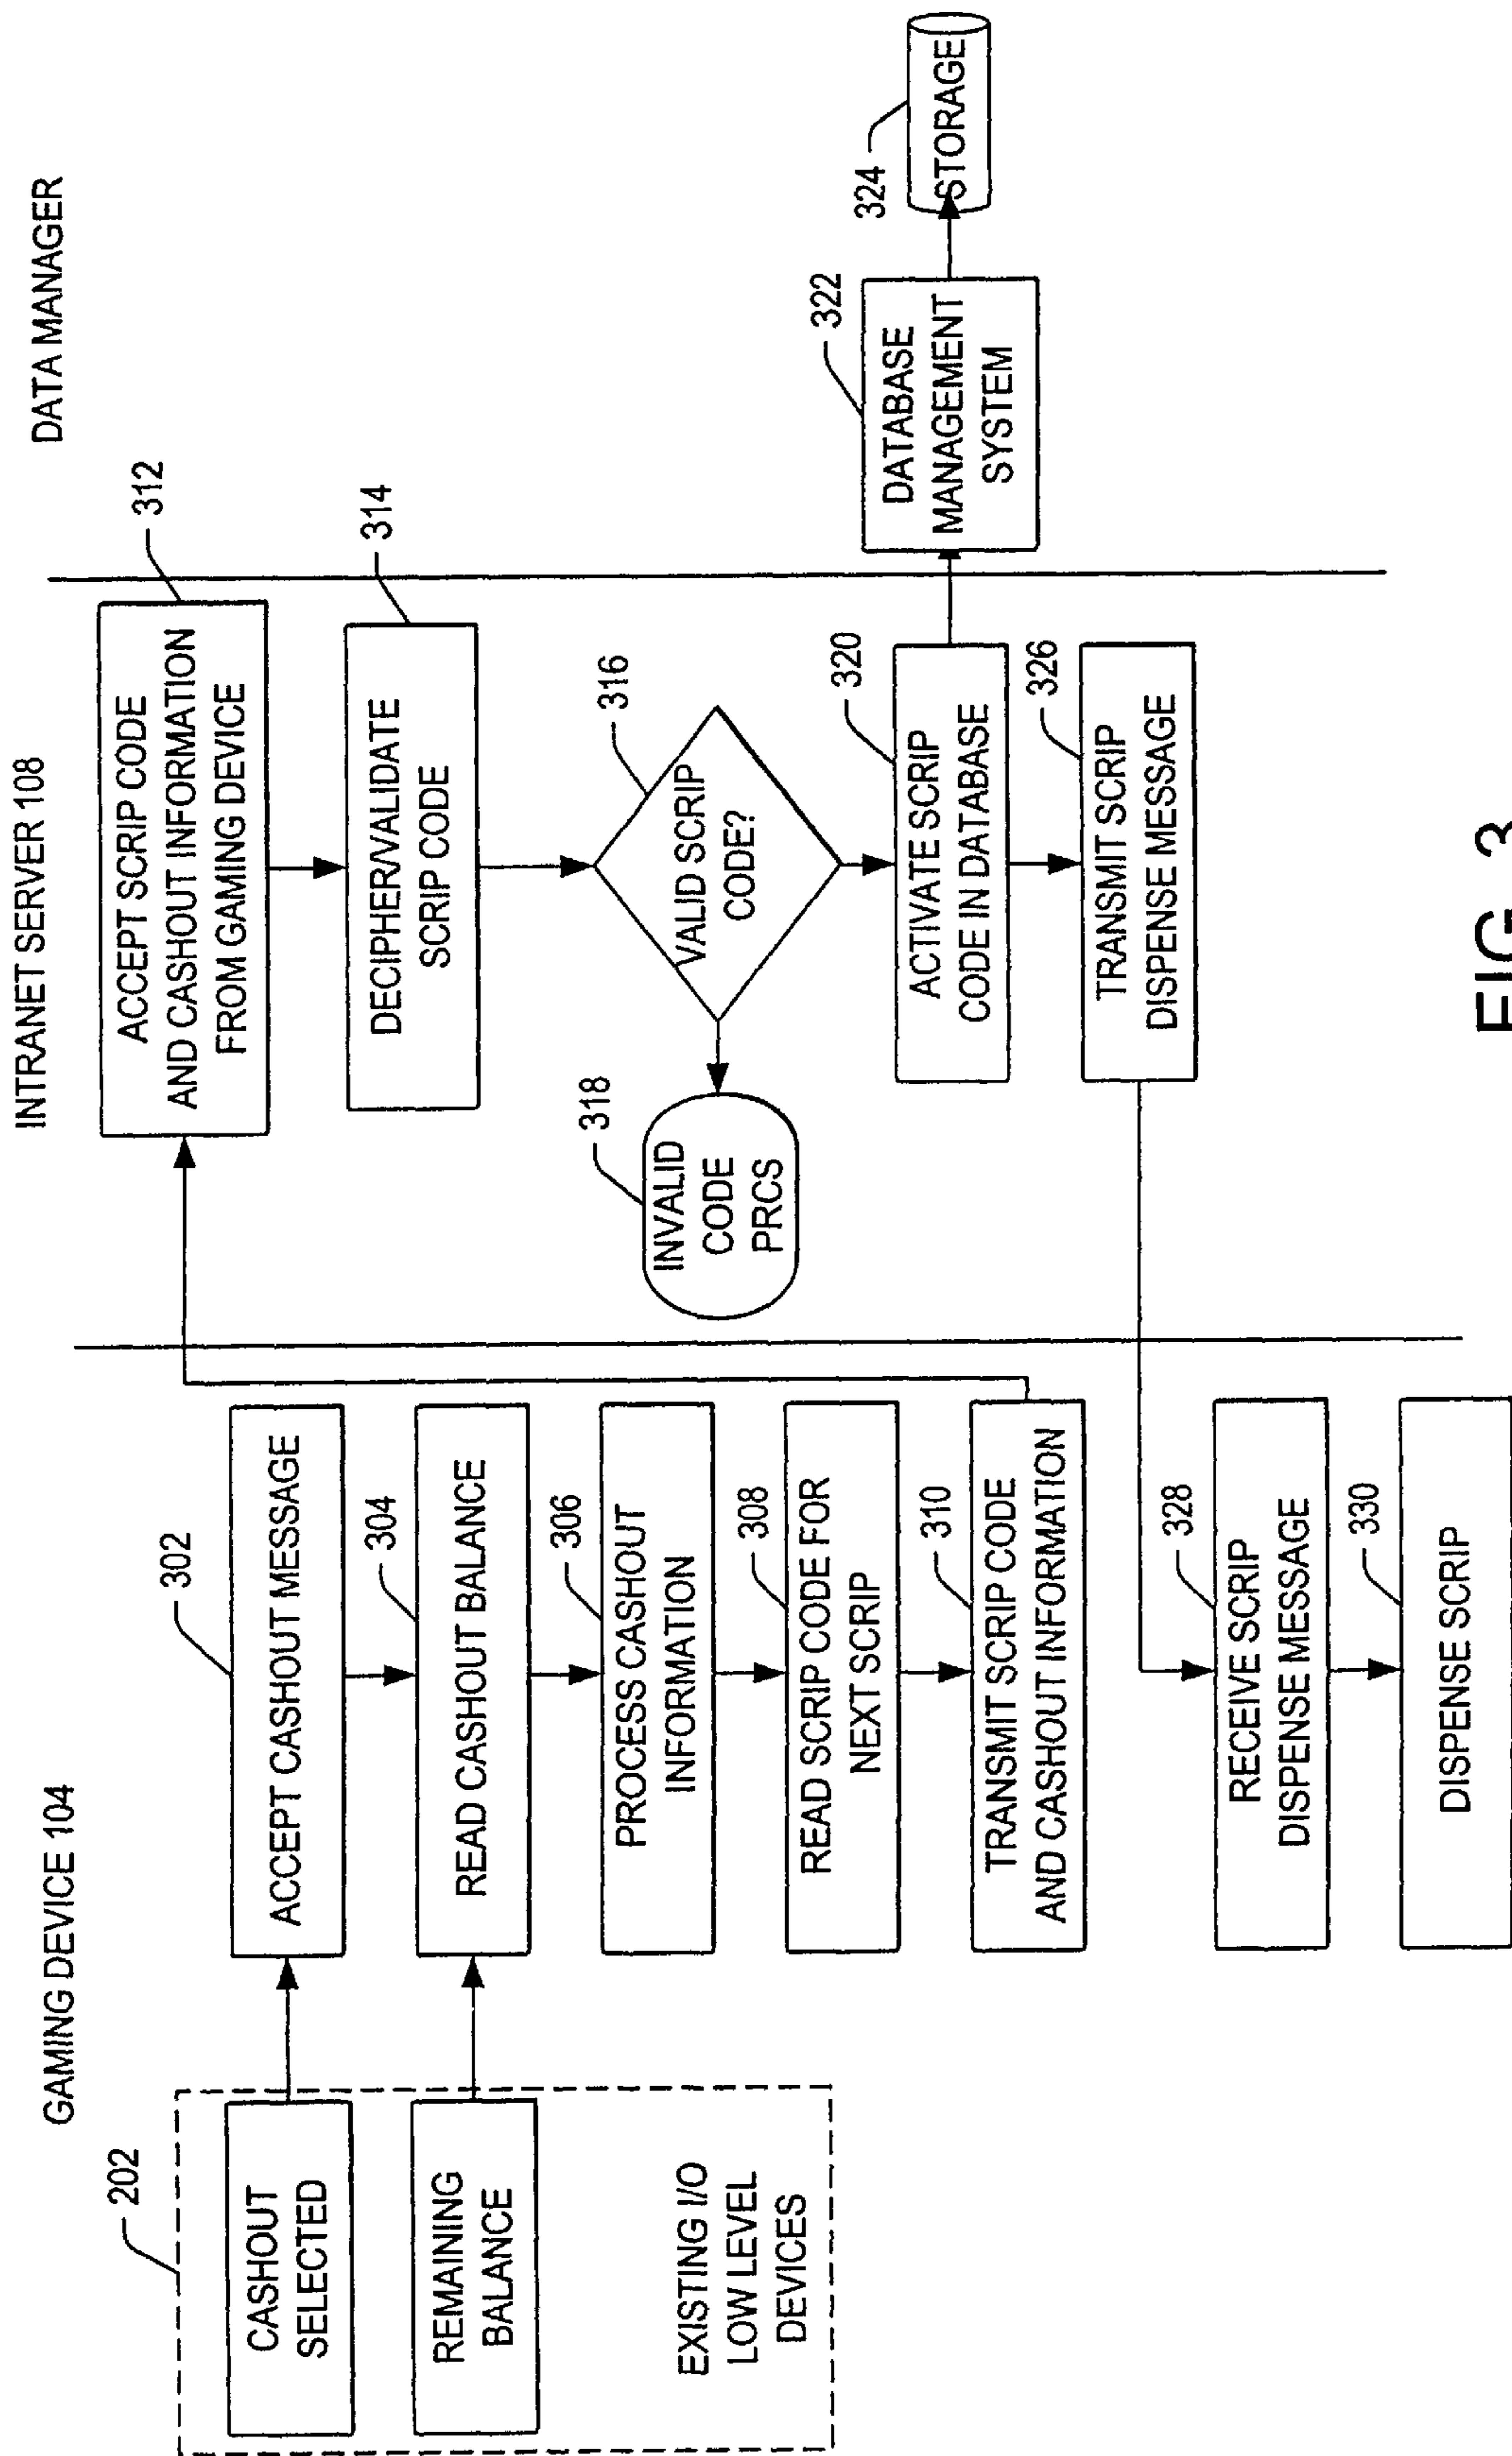 GAMING DEVICE 104
INTRANET SERVER 108
DATA MANAGER
202
CASHOUT
SELECTED
REMAINING
BALANCE
EXISTING I/O
LOW LEVEL
DEVICES
302
ACCEPT CASHOUT MESSAGE
304
READ CASHOUT BALANCE
306
PROCESS CASHOUT
INFORMATION
308
READ SCRIP CODE FOR
NEXT SCRIP
310
TRANSMIT SCRIP CODE
AND CASHOUT INFORMATION
328
RECEIVE SCRIP
DISPENSE MESSAGE
330
DISPENSE SCRIP
312
ACCEPT SCRIP CODE
AND CASHOUT INFORMATION
FROM GAMING DEVICE
314
DECIPHER/VALIDATE
SCRIP CODE
316
VALID SCRIP
CODE?
318
INVALID
CODE
PRCS
320
ACTIVATE SCRIP
CODE IN DATABASE
326
TRANSMIT SCRIP
DISPENSE MESSAGE
322
DATABASE
MANAGEMENT
SYSTEM
324
STORAGE
FIG. 3